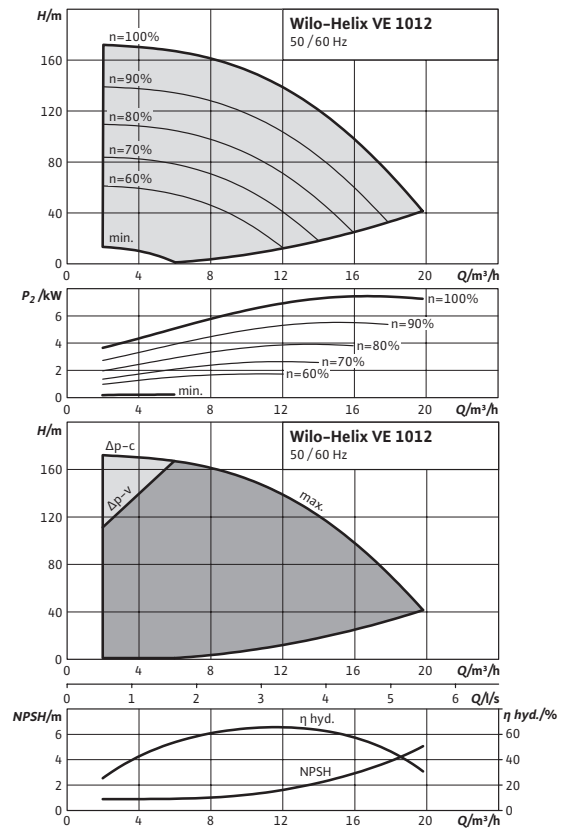 H/m
Wilo-Helix VE 1012
50 / 60 Hz
n=100%
160
n=90%
120
n=80%
80
n=70%
n=60%
40
min.
0
0 4 8 12 16 20 Q/m³/h
P₂ /kW
6
n=100%
n=90%
4
n=80%
2
n=70%
n=60%
min.
0
0 4 8 12 16 20 Q/m³/h
H/m
Wilo-Helix VE 1012
50 / 60 Hz
Δp-c
160
Δp-v
max.
120
80
40
0
0 4 8 12 16 20 Q/m³/h
0 1 2 3 4 5 6 Q/l/s
NPSH/m
η hyd./%
η hyd.
6 60
4 40
NPSH
2 20
0 0
0 4 8 12 16 20 Q/m³/h